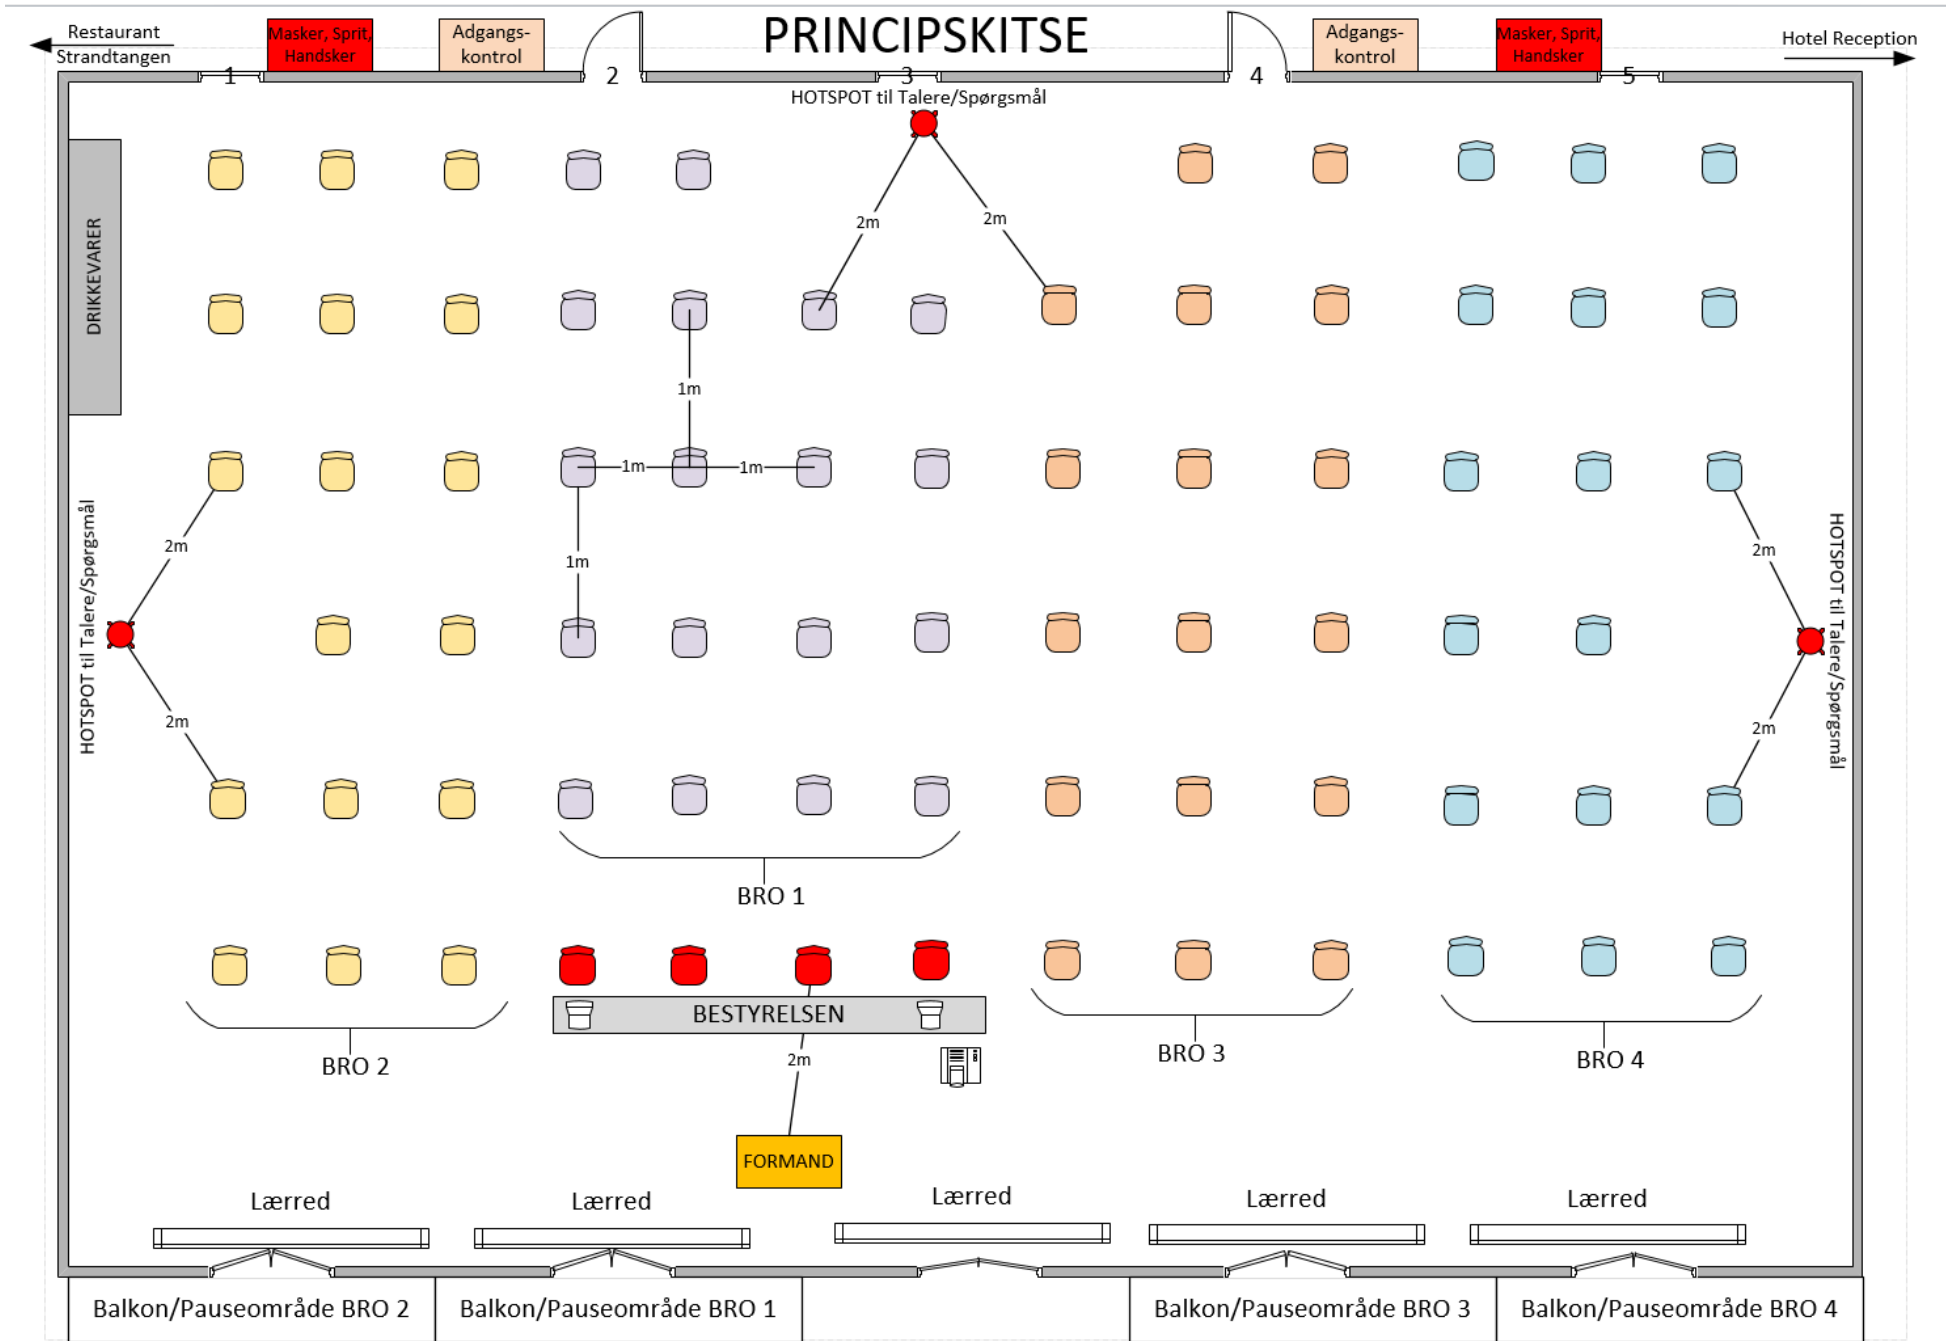 PRINCIPSKITSE
Restaurant
Strandtangen
Masker, Sprit,
Handsker
Adgangs-
kontrol
Adgangs-
kontrol
Masker, Sprit,
Handsker
Hotel Reception
1
2
3
4
5
HOTSPOT til Talere/Spørgsmål
DRIKKEVARER
2m
2m
1m
1m
1m
1m
HOTSPOT til Talere/Spørgsmål
2m
2m
HOTSPOT til Talere/Spørgsmål
2m
2m
BRO 1
BESTYRELSEN
BRO 2
BRO 3
BRO 4
2m
FORMAND
Lærred
Lærred
Lærred
Lærred
Lærred
Balkon/Pauseområde BRO 2
Balkon/Pauseområde BRO 1
Balkon/Pauseområde BRO 3
Balkon/Pauseområde BRO 4